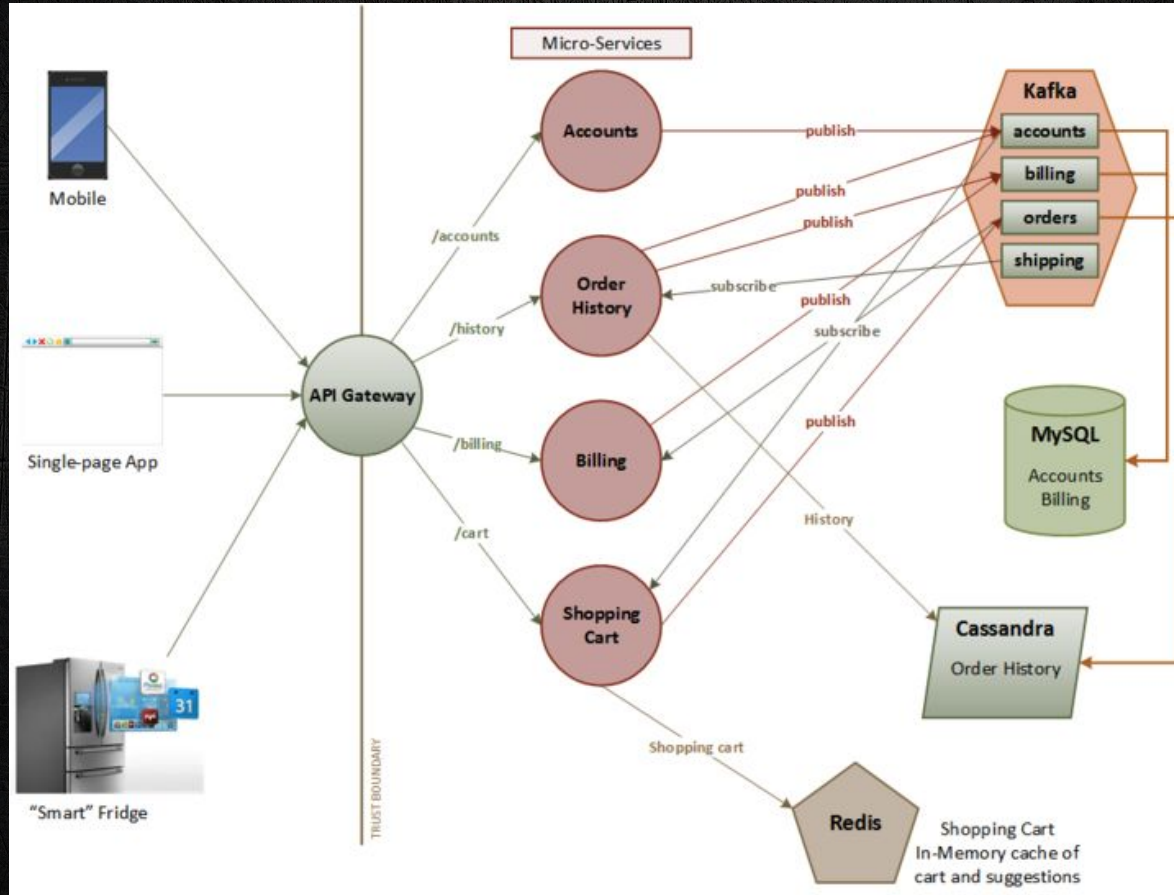 Micro-Services
Mobile
Single-page App
"Smart" Fridge
31
TRUST BOUNDARY
API Gateway
/accounts
/history
/billing
/cart
Accounts
Order
History
Billing
Shopping
Cart
publish
publish
publish
subscribe
publish
subscribe
publish
History
Shopping cart
Kafka
accounts
billing
orders
shipping
MySQL
Accounts
Billing
Cassandra
Order History
Redis
Shopping Cart
In-Memory cache of
cart and suggestions